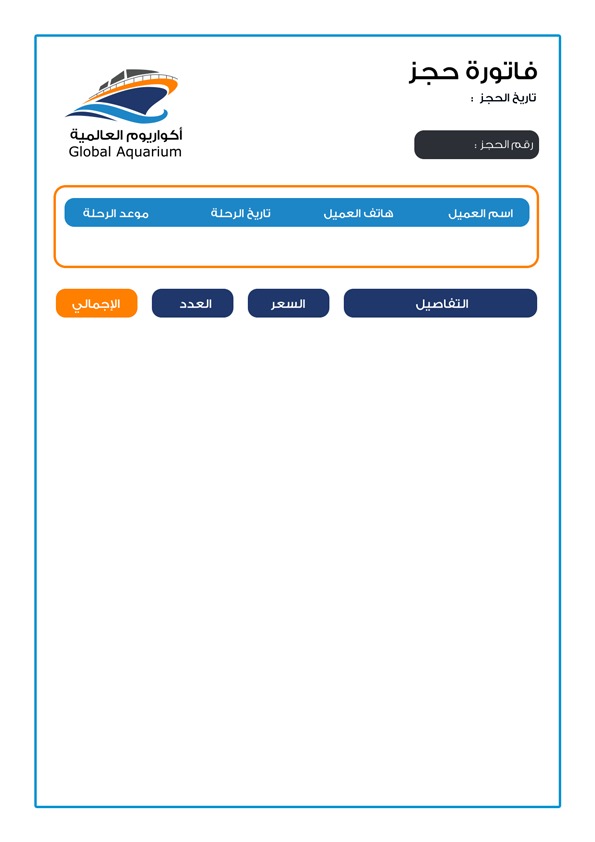 فاتورة حجز
تاريخ الحجز :
أكواريوم العالمية
Global Aquarium
رقم الحجز :
اسم العميل هاتف العميل تاريخ الرحلة موعد الرحلة
التفاصيل السعر العدد الإجمالي